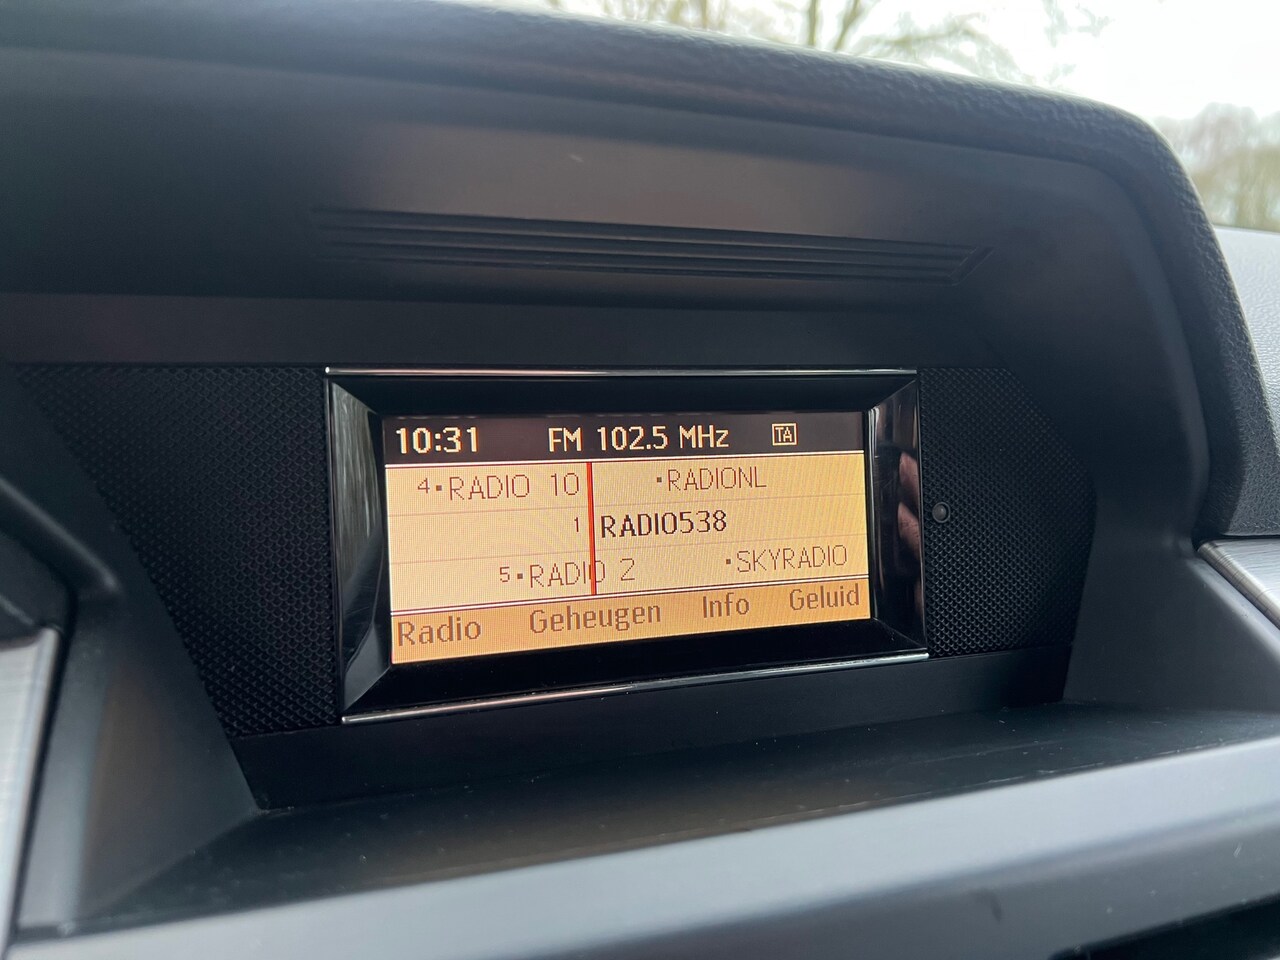 10:31 FM 102.5 MHz TA
4▪RADIO 10 ▪RADIONL
1 RADIO538
5▪RADIO 2 ▪SKYRADIO
Radio Geheugen Info Geluid